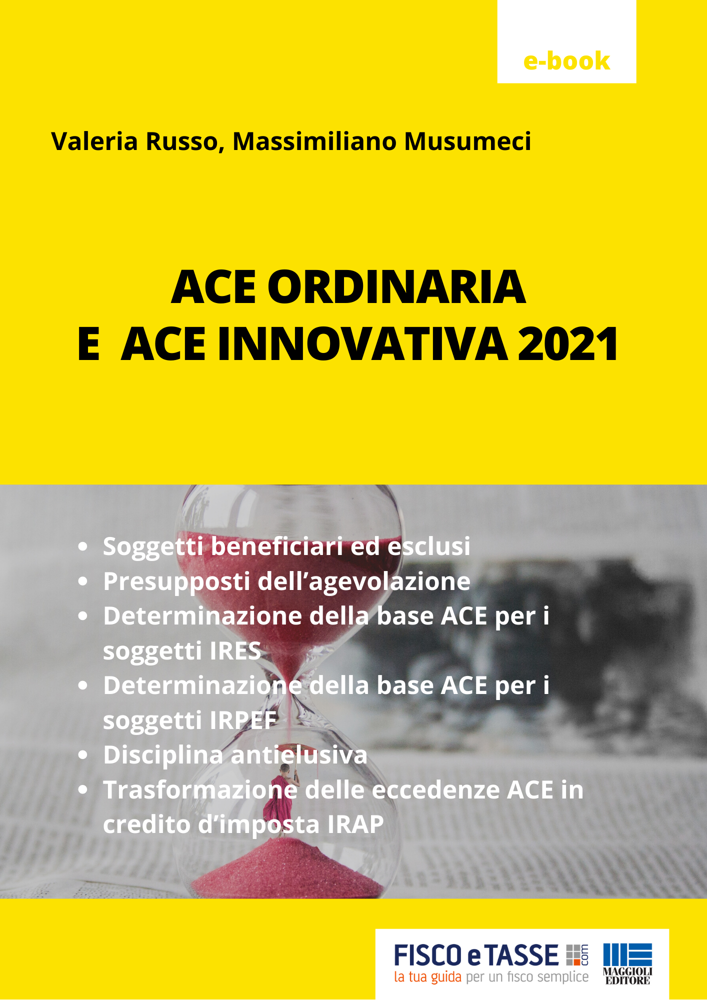 e-book
Valeria Russo, Massimiliano Musumeci
ACE ORDINARIA
E ACE INNOVATIVA 2021
• Soggetti beneficiari ed esclusi
• Presupposti dell’agevolazione
• Determinazione della base ACE per i
soggetti IRES
• Determinazione della base ACE per i
soggetti IRPEF
• Disciplina antielusiva
• Trasformazione delle eccedenze ACE in
credito d’imposta IRAP
FISCO e TASSE .com
la tua guida per un fisco semplice
MAGGIOLI
EDITORE